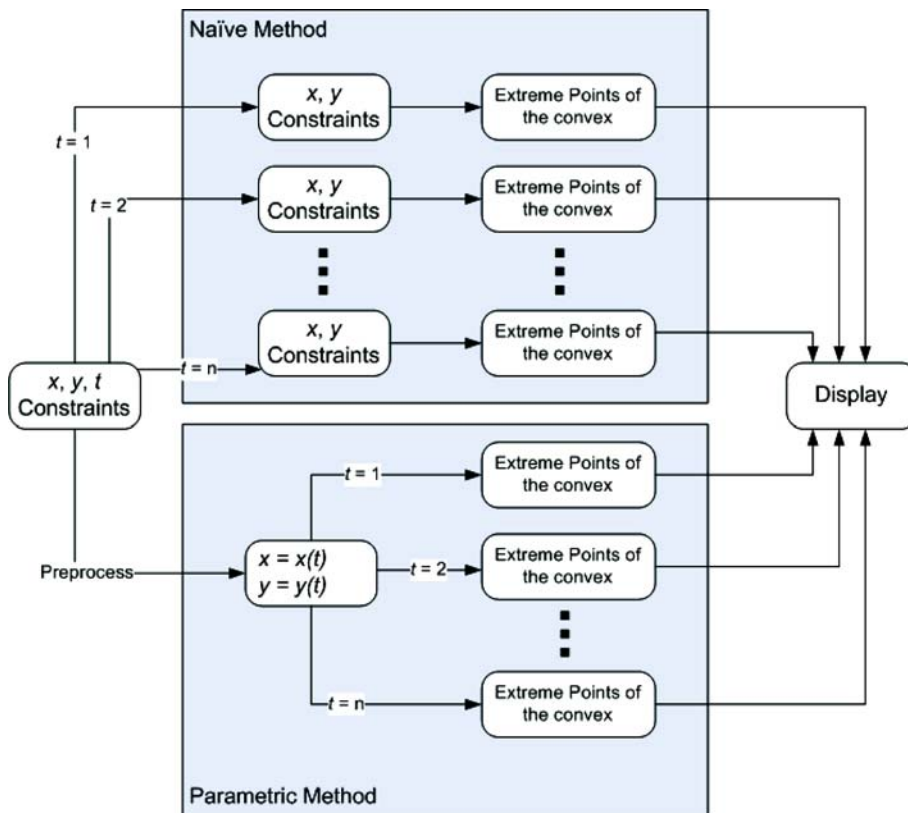 Naïve Method
x, y
Constraints
Extreme Points of
the convex
t = 1
x, y
Constraints
Extreme Points of
the convex
t = 2
x, y
Constraints
Extreme Points of
the convex
t = n
x, y, t
Constraints
Display
Extreme Points of
the convex
t = 1
Preprocess
x = x(t)
y = y(t)
t = 2
Extreme Points of
the convex
t = n
Extreme Points of
the convex
Parametric Method